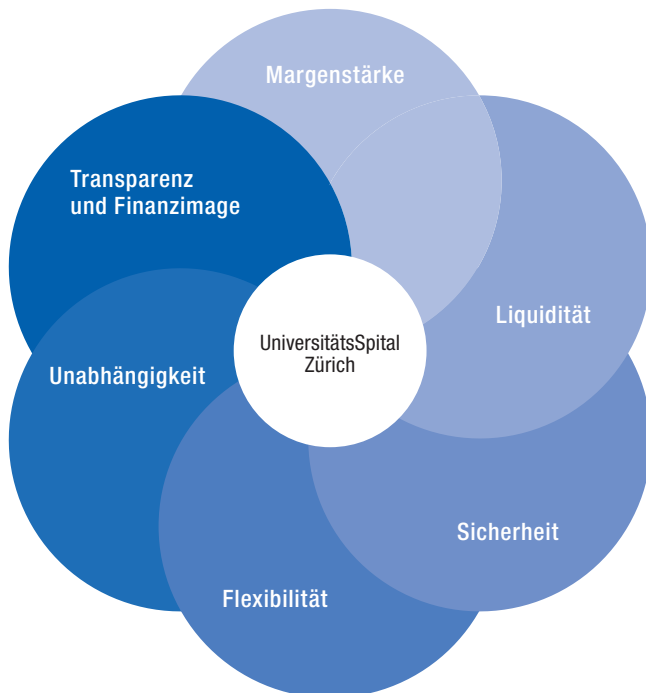 Margenstärke
Transparenz
und Finanzimage
Liquidität
UniversitätsSpital
Zürich
Unabhängigkeit
Sicherheit
Flexibilität